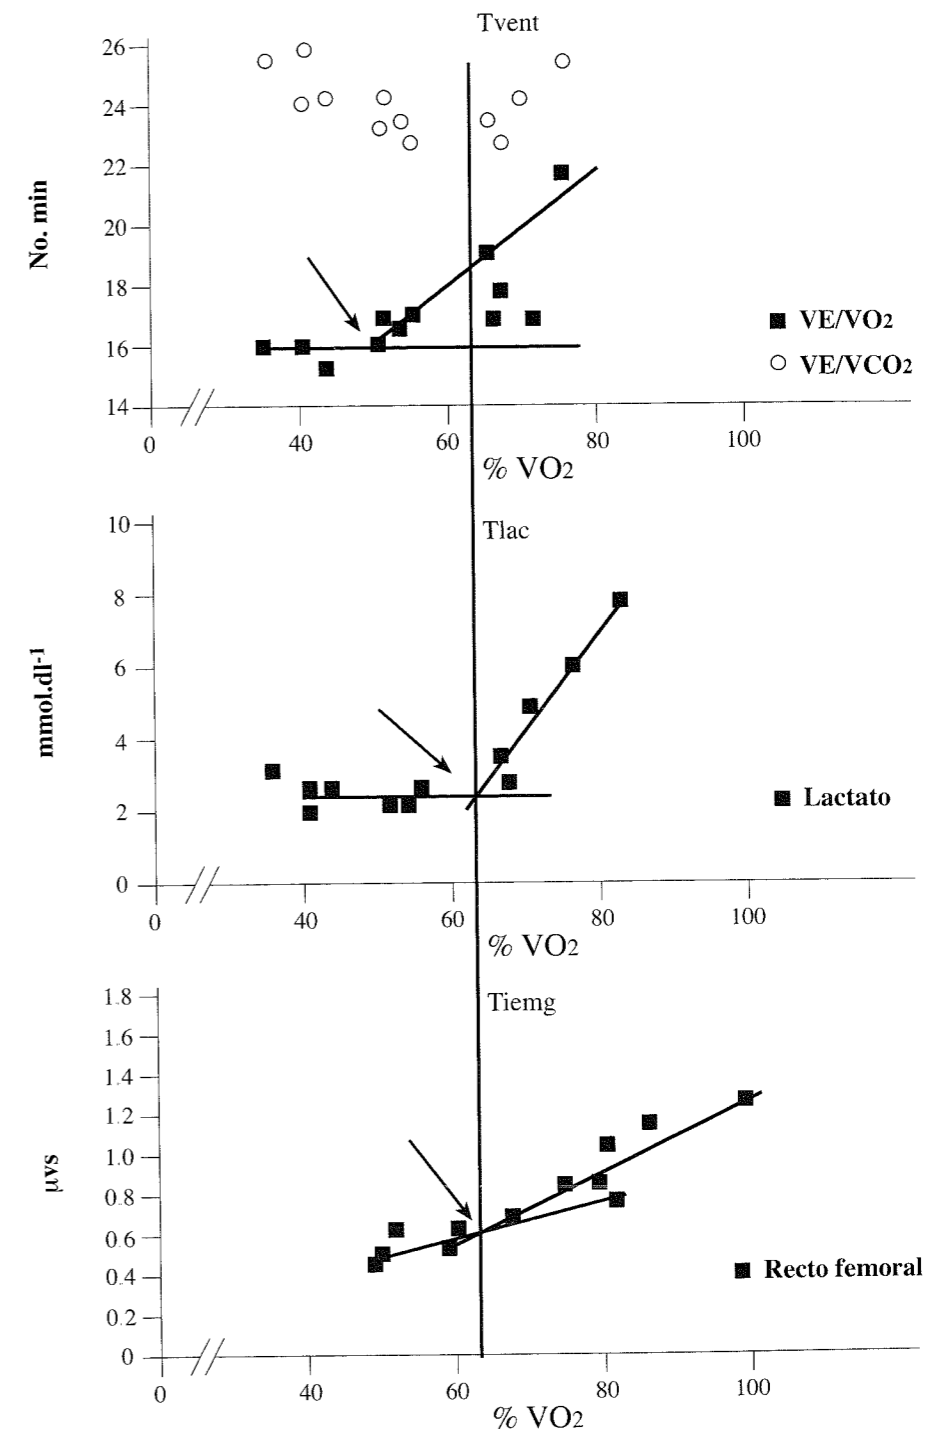 Tvent
26
24
22
20
18
16
14
No. min
VE/VO2
VE/VCO2
0 40 60 80 100
% VO2
Tlac
10
8
6
4
2
0
mmol.dl-1
Lactato
0 40 60 80 100
% VO2
Tiemg
1.8
1.6
1.4
1.2
1.0
0.8
0.6
0.4
0.2
0
µvs
Recto femoral
0 40 60 80 100
% VO2